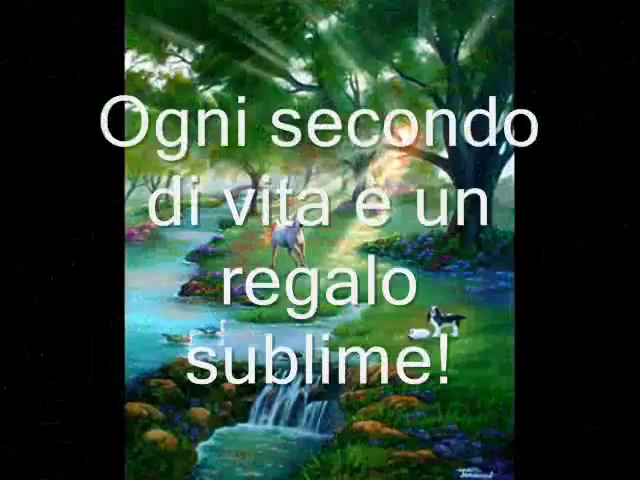 Ogni secondo
di vita è un
regalo
sublime!